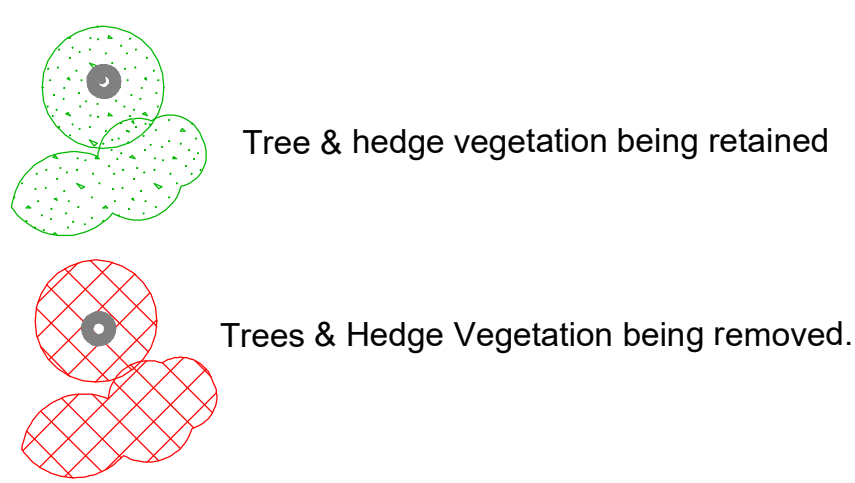 Tree & hedge vegetation being retained
Trees & Hedge Vegetation being removed.